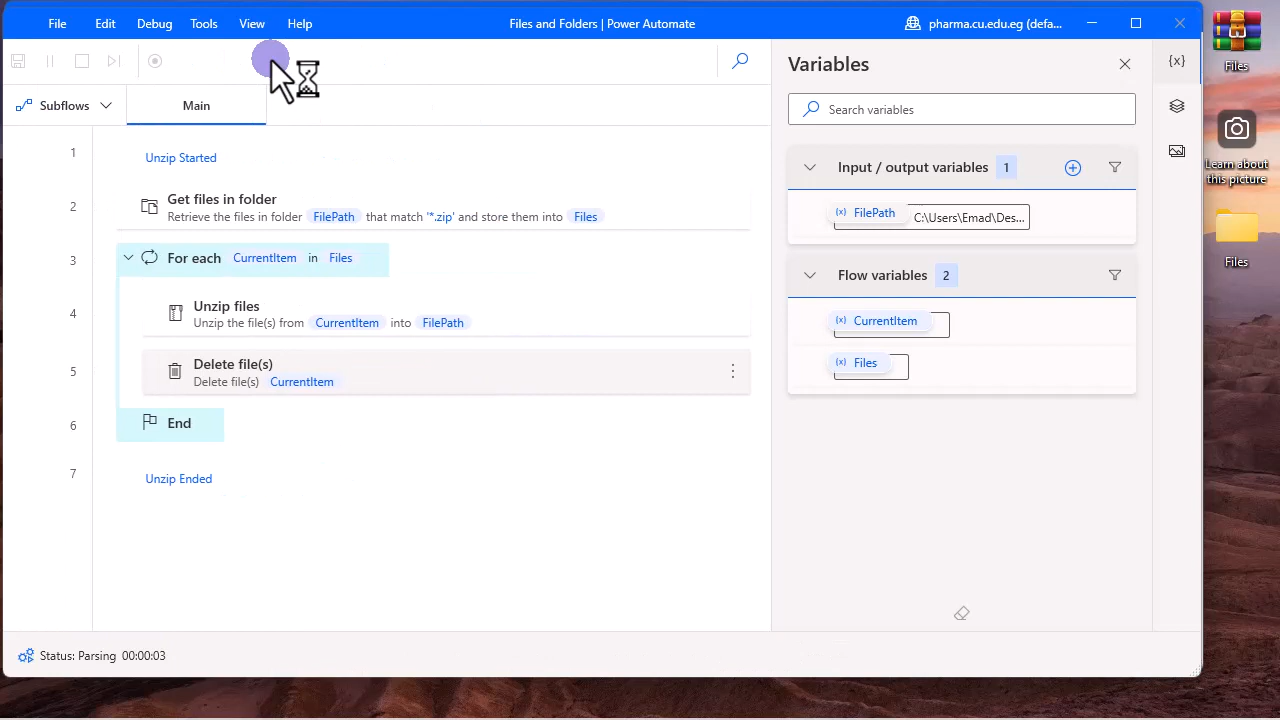 File Edit Debug Tools View Help
Files and Folders | Power Automate
pharma.cu.edu.eg (defa...
Subflows
Main
Variables
Search variables
Input / output variables 1
FilePath C:\Users\Emad\Des...
Flow variables 2
CurrentItem
Files
1 Unzip Started
2 Get files in folder
Retrieve the files in folder FilePath that match '*.zip' and store them into Files
3 For each CurrentItem in Files
4 Unzip files
Unzip the file(s) from CurrentItem into FilePath
5 Delete file(s)
Delete file(s) CurrentItem
6 End
7 Unzip Ended
Status: Parsing 00:00:03
Files
Learn about
this picture
Files